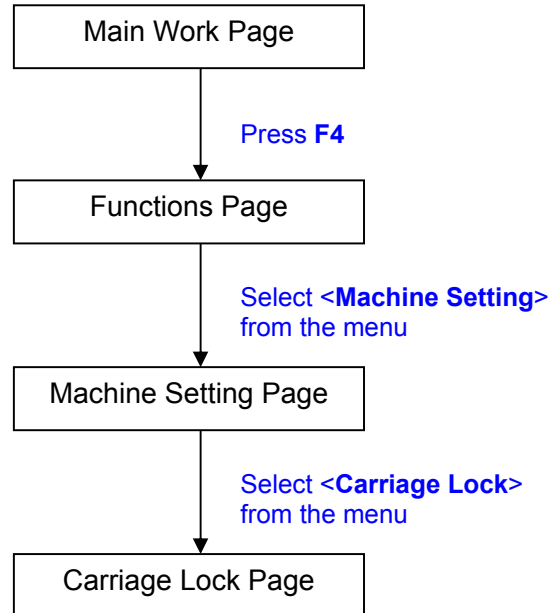 Main Work Page
Press F4
Functions Page
Select <Machine Setting>
from the menu
Machine Setting Page
Select <Carriage Lock>
from the menu
Carriage Lock Page